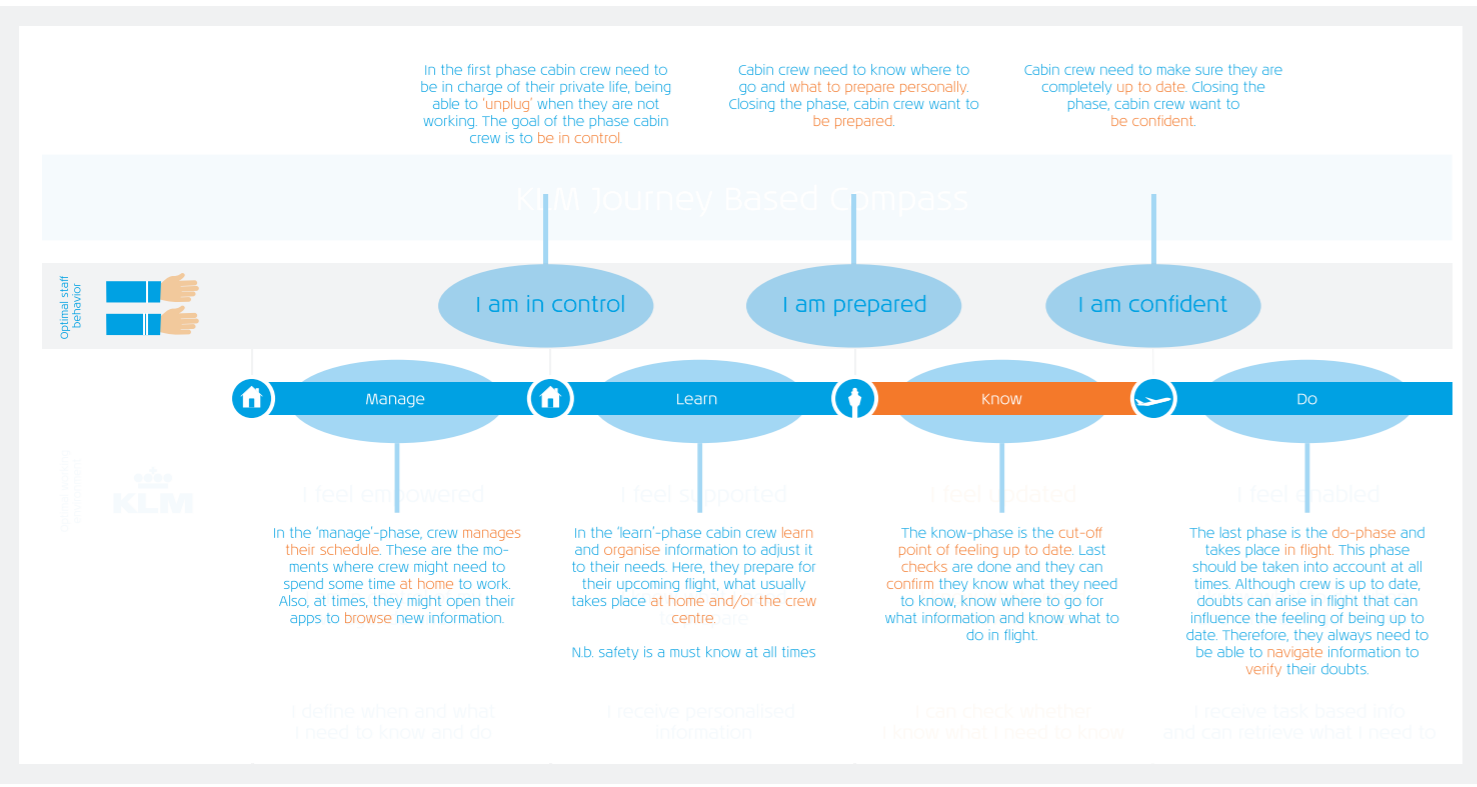 In the first phase cabin crew need to
be in charge of their private life, being
able to 'unplug' when they are not
working. The goal of the phase cabin
crew is to be in control.
Cabin crew need to know where to
go and what to prepare personally.
Closing the phase, cabin crew want to
be prepared.
Cabin crew need to make sure they are
completely up to date. Closing the
phase, cabin crew want to
be confident.
KLM Journey Based Compass
Optimal staff
behavior
I am in control
I am prepared
I am confident
Manage
Learn
Know
Do
KLM
I feel empowered
I feel supported
I feel updated
I feel enabled
In the 'manage'-phase, crew manages
their schedule. These are the mo-
ments where crew might need to
spend some time at home to work.
Also, at times, they might open their
apps to browse new information.
In the 'learn'-phase cabin crew learn
and organise information to adjust it
to their needs. Here, they prepare for
their upcoming flight, what usually
takes place at home and/or the crew
centre.
N.b. safety is a must know at all times
The know-phase is the cut-off
point of feeling up to date. Last
checks are done and they can
confirm they know what they need
to know, know where to go for
what information and know what to
do in flight.
The last phase is the do-phase and
takes place in flight. This phase
should be taken into account at all
times. Although crew is up to date,
doubts can arise in flight that can
influence the feeling of being up to
date. Therefore, they always need to
be able to navigate information to
verify their doubts.
I define when and what
I need to know and do
I receive personalised
information
I can check whether
I know what I need to know
I receive task based info
and can retrieve what I need to